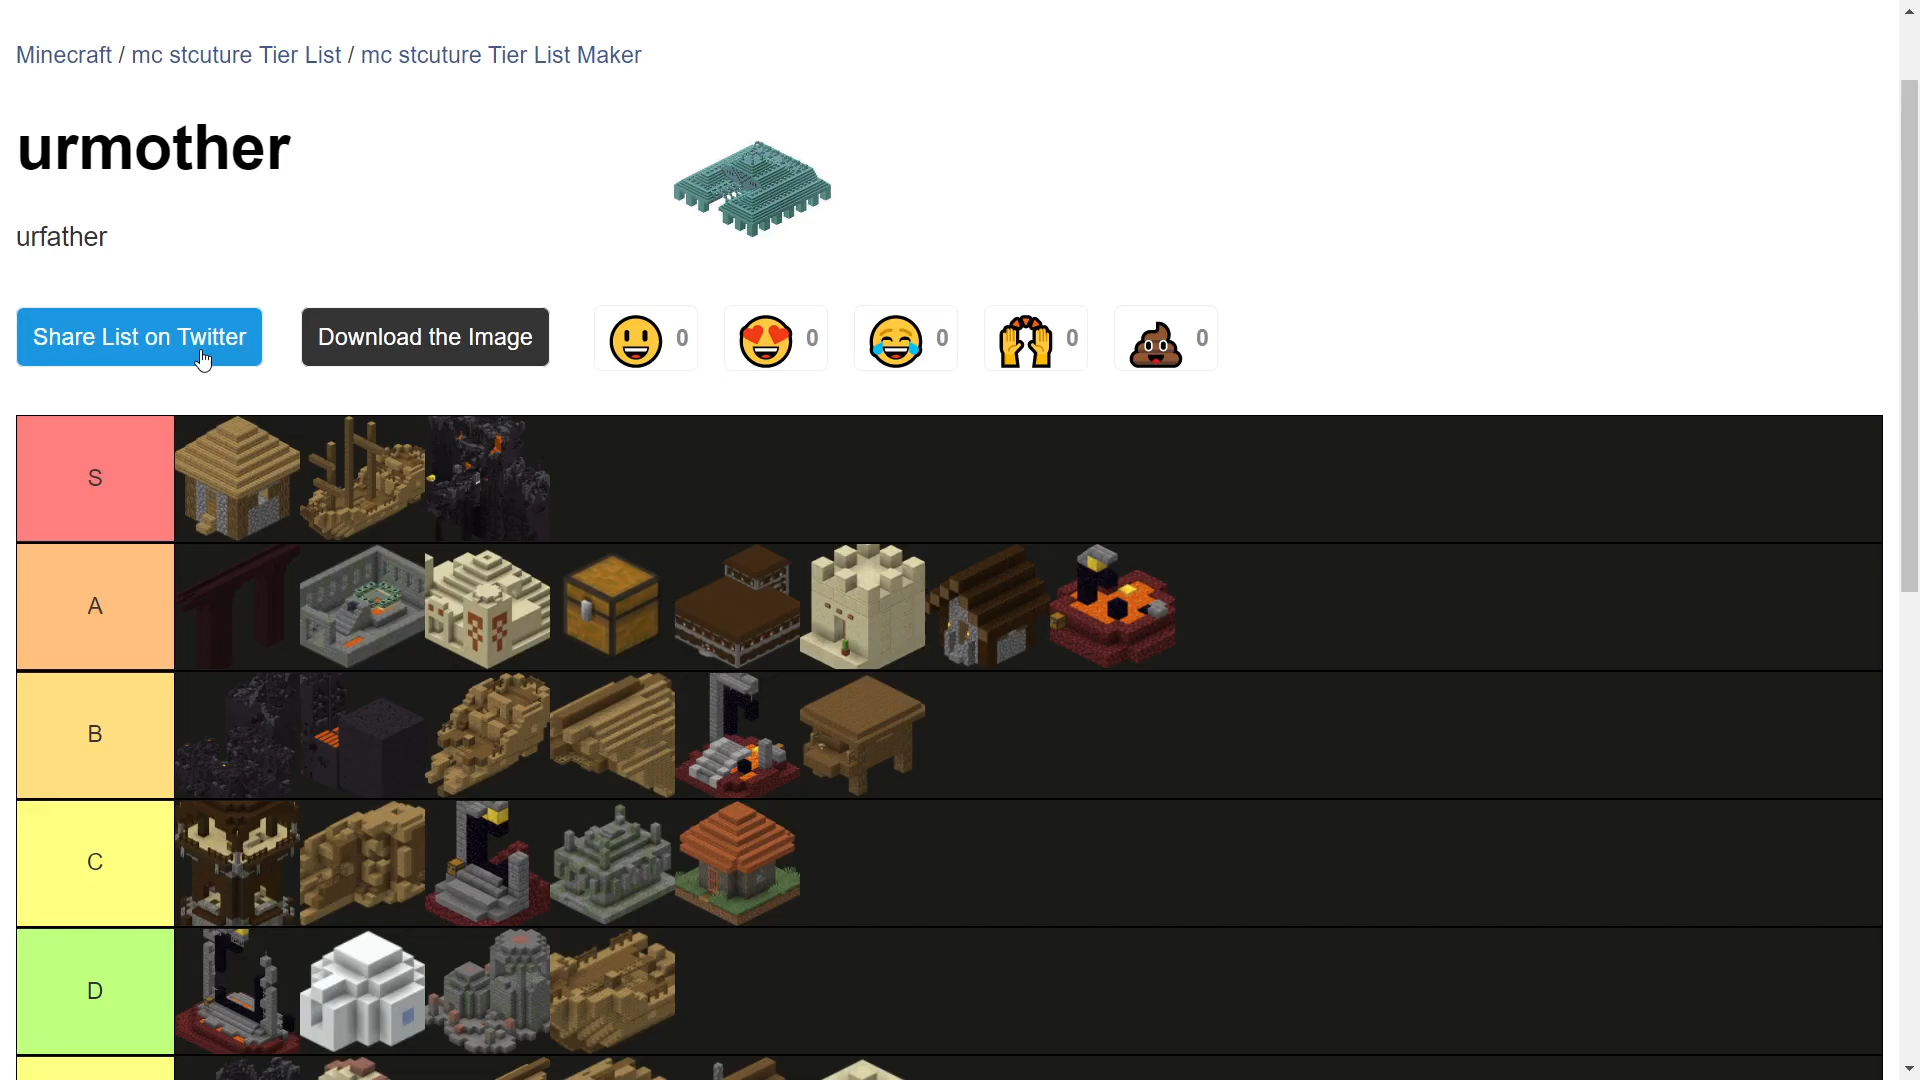 Minecraft / mc stcuture Tier List / mc stcuture Tier List Maker
urmother
urfather
Share List on Twitter
Download the Image
0
0
0
0
0
S
A
B
C
D